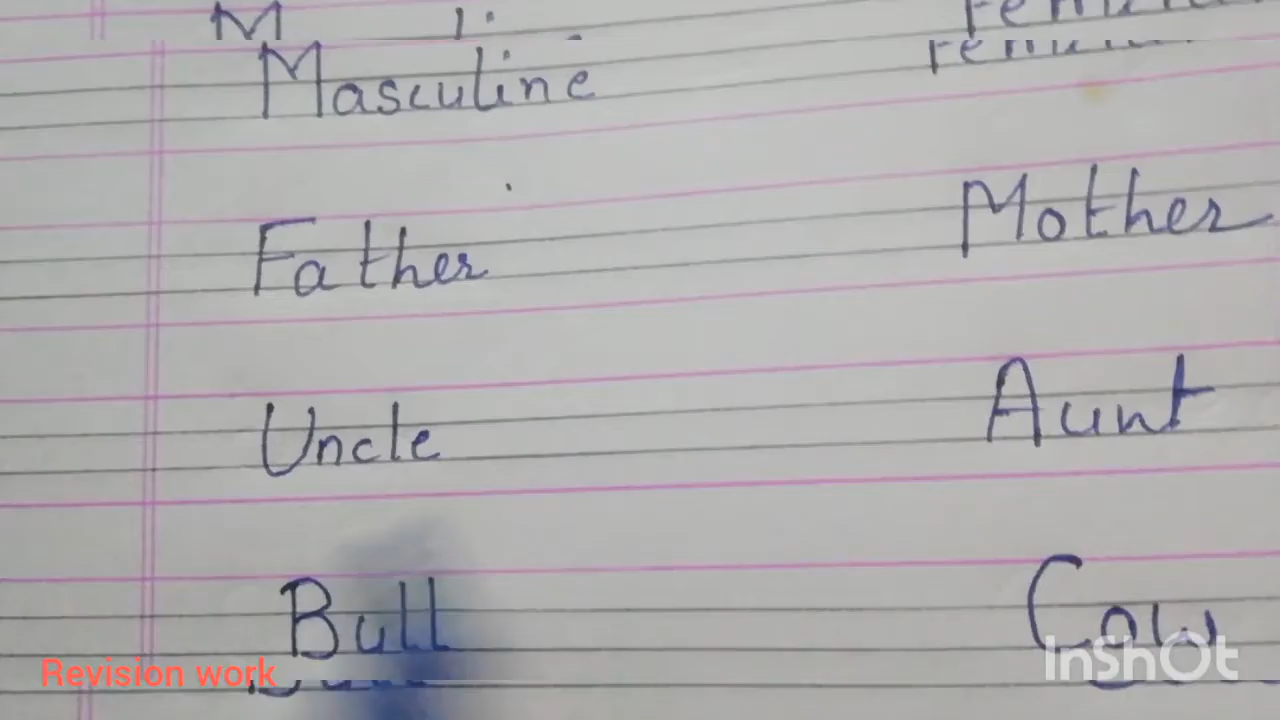 Masculine
Father Mother
Uncle Aunt
Bull Cow
Revision work
InShOt